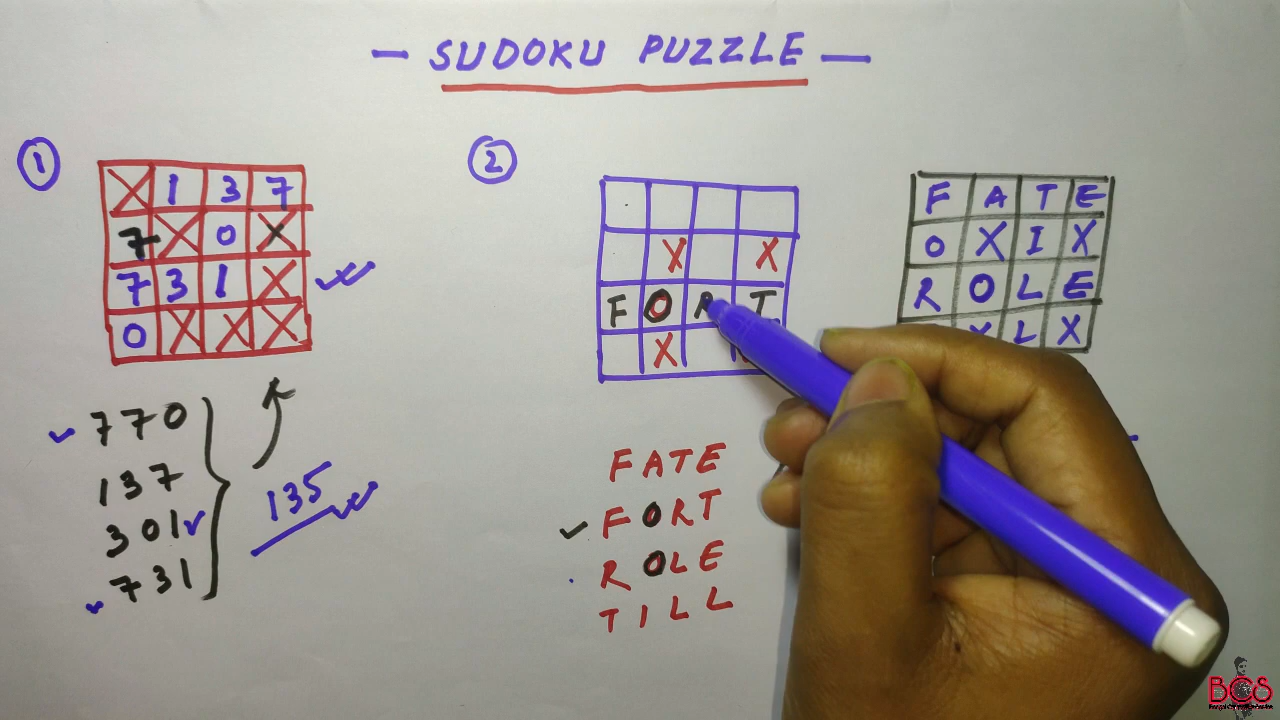 — SUDOKU PUZZLE —
1
X 1 3 7
7 X 0 X
7 3 1 X
0 X X X
770
137
301
731
135
2
X X
F O R T
X
FATE
FORT
ROLE
TILL
F A T E
O X I X
R O L E
X L X
BCS